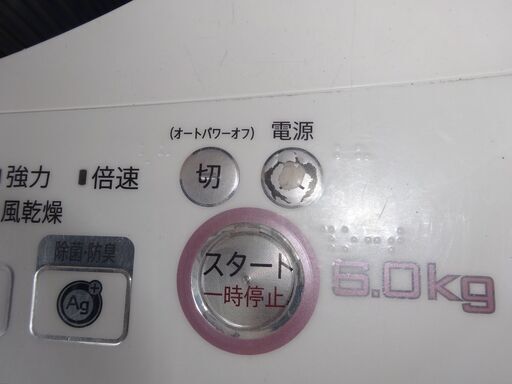 (オートパワーオフ) 電源
切
強力 倍速
風乾燥
除菌・防臭
Ag+
スタート
一時停止
6.0kg